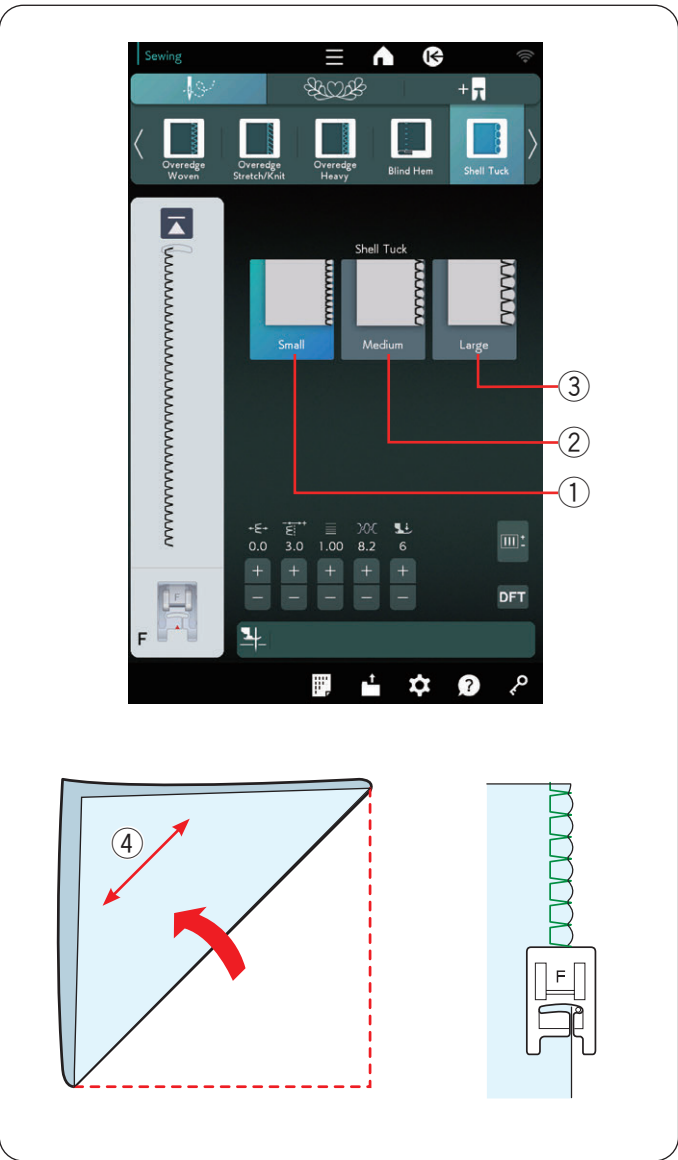 Sewing
+
Overedge
Woven
Overedge
Stretch/Knit
Overedge
Heavy
Blind Hem
Shell Tuck
Shell Tuck
Small
Medium
Large
③
②
①
0.0 3.0 1.00 8.2 6
+ + + + +
− − − − −
DFT
F
F
?
④
F